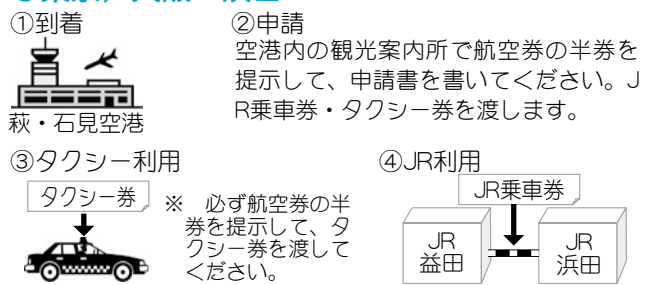 ①到着
萩・石見空港
②申請
空港内の観光案内所で航空券の半券を
提示して、申請書を書いてください。J
R乗車券・タクシー券を渡します。
③タクシー利用
タクシー券
※　必ず航空券の半
券を提示して、タ
クシー券を渡して
ください。
④JR利用
JR乗車券
JR
益田
JR
浜田